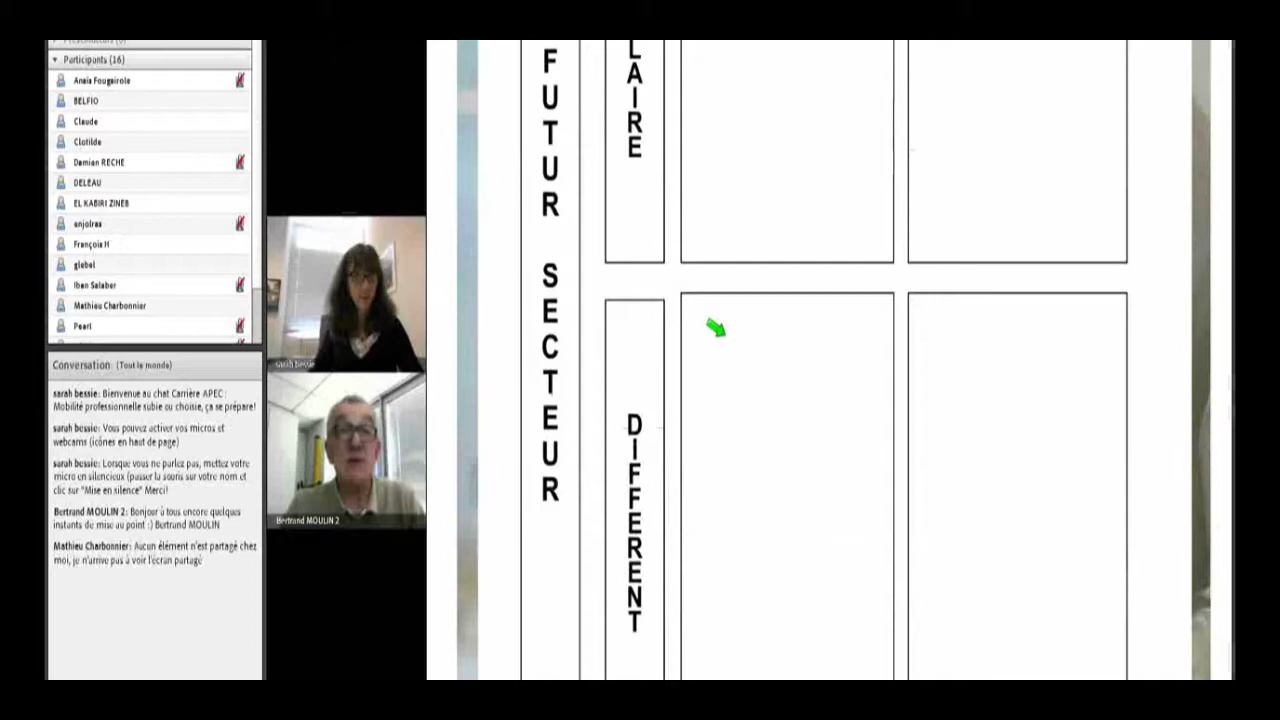 Participants (16)
Anais Fougeirole
BELFIO
Claude
Clotilde
Damien RECHE
DELEAU
EL KABIRI ZINEB
enjolras
François H
glebel
Iban Salaber
Mathieu Charbonnier
Pearl
Conversation (Tout le monde)
sarah bessie: Bienvenue au chat Carrière APEC :
Mobilité professionnelle subie ou choisie, ça se prépare!
sarah bessie: Vous pouvez activer vos micros et
webcams (icônes en haut de page)
sarah bessie: Lorsque vous ne parlez pas, mettez votre
micro en silencieux (passer la souris sur votre nom et
clic sur "Mise en silence" Merci!
Bertrand MOULIN 2: Bonjour à tous encore quelques
instants de mise au point :) Bertrand MOULIN
Mathieu Charbonnier: Aucun élément n'est partagé chez
moi, je n'arrive pas à voir l'écran partagé
sarah bessie
Bertrand MOULIN 2
FUTUR SECTEUR
LAIRE
DIFFERENT